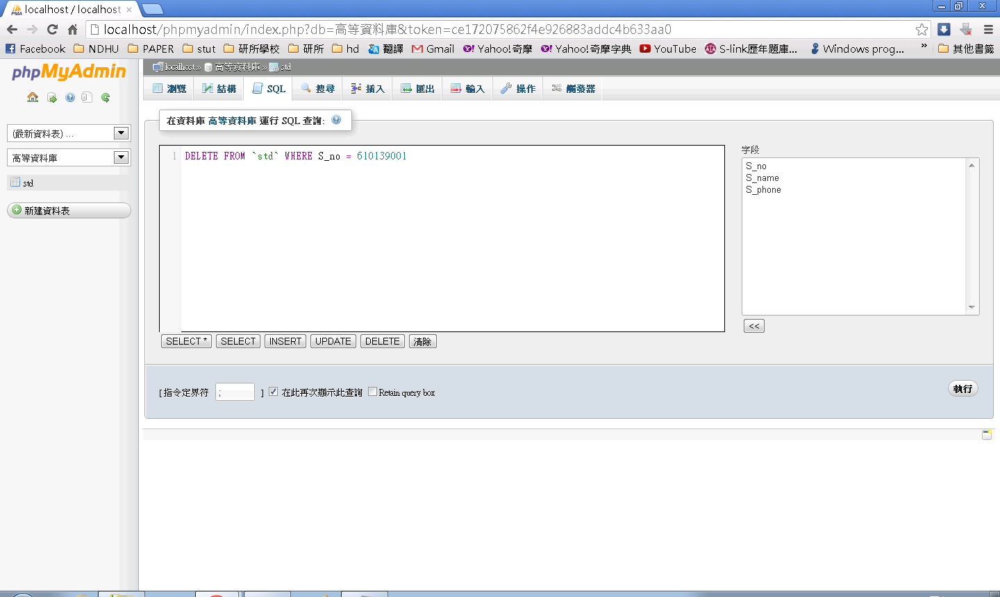 localhost / localhost
localhost/phpmyadmin/index.php?db=高等資料庫&token=ce172075862f4e926883addc4b633aa0
Facebook NDHU PAPER stut 研所學校 研所 hd 翻譯 Gmail Yahoo!奇摩 Yahoo!奇摩字典 YouTube S-link歷年題庫... Windows prog... » 其他書籤
phpMyAdmin
localhost » 高等資料庫 » std
瀏覽 結構 SQL 搜尋 插入 匯出 輸入 操作 觸發器
(最新資料表) ...
高等資料庫
std
新建資料表
在資料庫 高等資料庫 運行 SQL 查詢:
1 DELETE FROM `std` WHERE S_no = 610139001
字段
S_no
S_name
S_phone
<<
SELECT * SELECT INSERT UPDATE DELETE 清除
[ 指令定界符 ; ] 在此再次顯示此查詢 Retain query box
執行